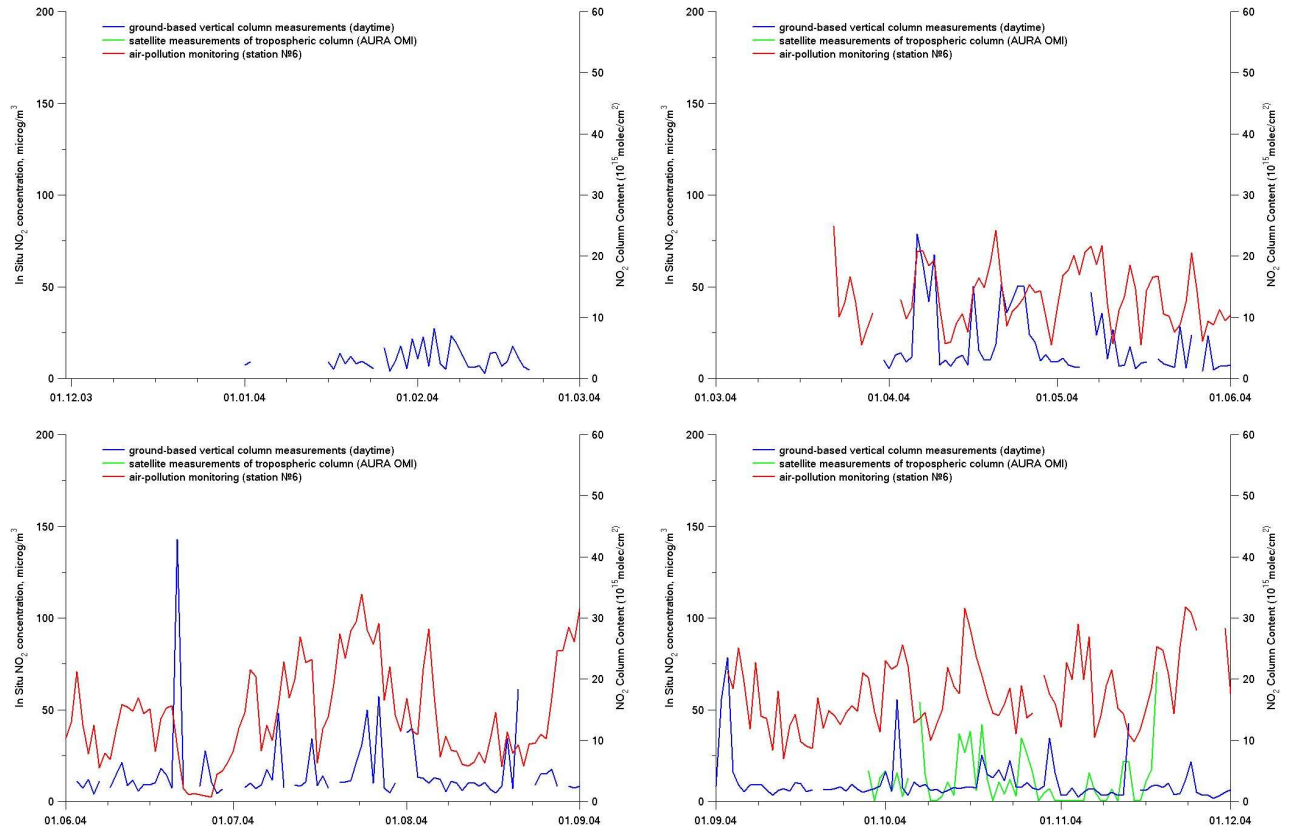 200
150
100
50
0
In Situ NO2 concentration, microg/m3
ground-based vertical column measurements (daytime)
satellite measurements of tropospheric column (AURA OMI)
air-pollution monitoring (station №6)
60
50
40
30
20
10
0
NO2 Column Content (10^15 molec/cm2)
01.12.03 01.01.04 01.02.04 01.03.04
200
150
100
50
0
In Situ NO2 concentration, microg/m3
ground-based vertical column measurements (daytime)
satellite measurements of tropospheric column (AURA OMI)
air-pollution monitoring (station №6)
60
50
40
30
20
10
0
NO2 Column Content (10^15 molec/cm2)
01.03.04 01.04.04 01.05.04 01.06.04
200
150
100
50
0
In Situ NO2 concentration, microg/m3
ground-based vertical column measurements (daytime)
satellite measurements of tropospheric column (AURA OMI)
air-pollution monitoring (station №6)
60
50
40
30
20
10
0
NO2 Column Content (10^15 molec/cm2)
01.06.04 01.07.04 01.08.04 01.09.04
200
150
100
50
0
In Situ NO2 concentration, microg/m3
ground-based vertical column measurements (daytime)
satellite measurements of tropospheric column (AURA OMI)
air-pollution monitoring (station №6)
60
50
40
30
20
10
0
NO2 Column Content (10^15 molec/cm2)
01.09.04 01.10.04 01.11.04 01.12.04